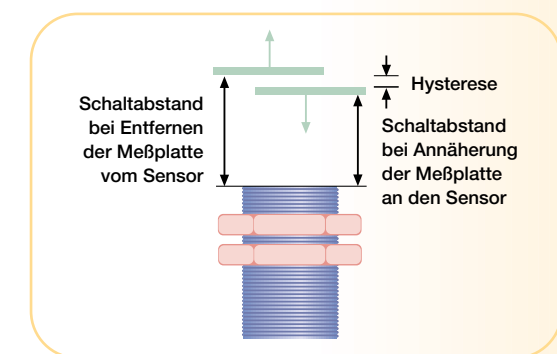 Schaltabstand
bei Entfernen
der Meßplatte
vom Sensor
Hysterese
Schaltabstand
bei Annäherung
der Meßplatte
an den Sensor